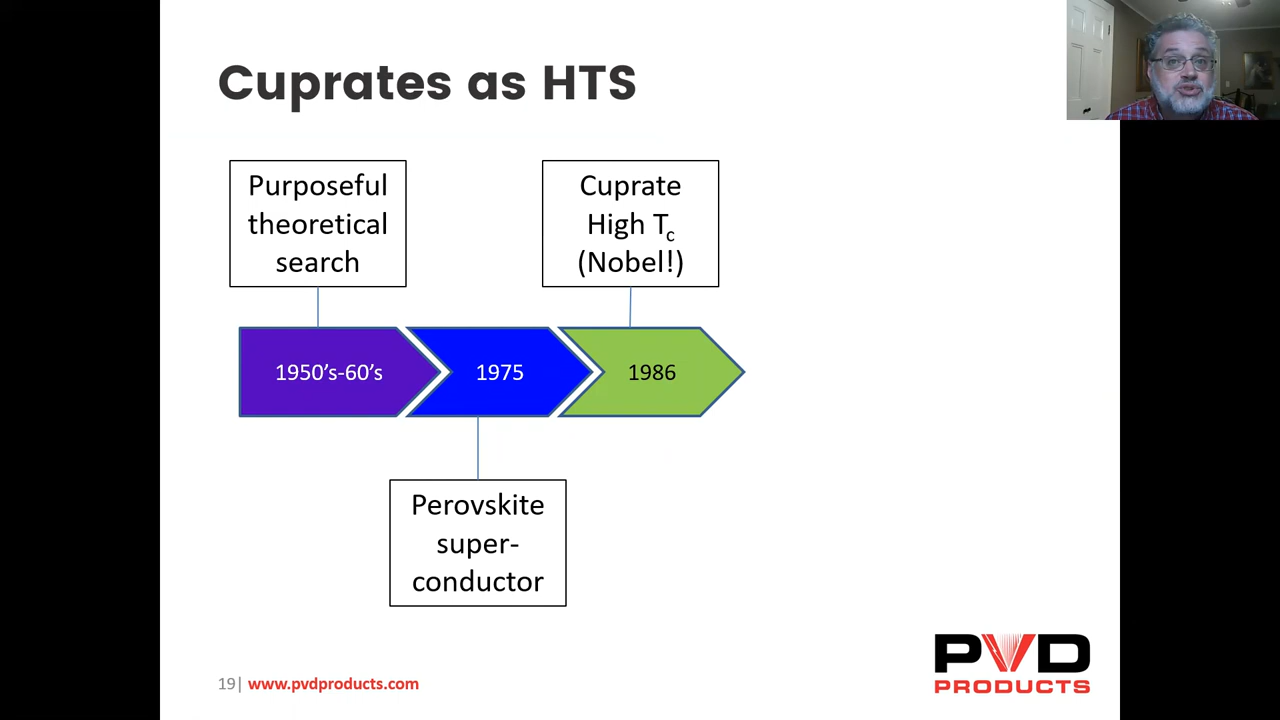 Cuprates as HTS
Purposeful
theoretical
search
Cuprate
High Tc
(Nobel!)
1950's-60's
1975
1986
Perovskite
super-
conductor
19| www.pvdproducts.com
PVD
PRODUCTS